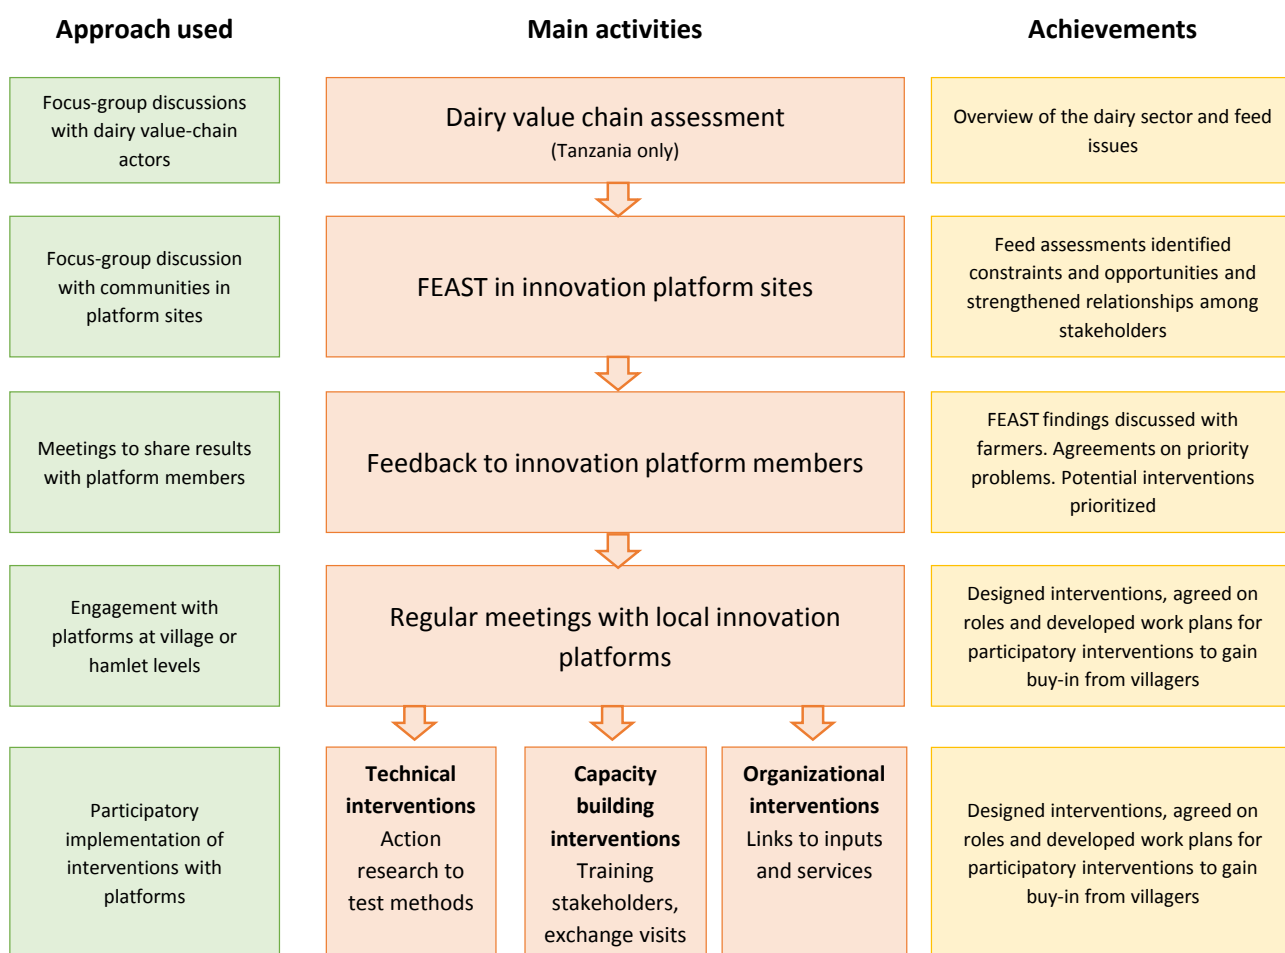 Approach used
Main activities
Achievements
Focus-group discussions
with dairy value-chain
actors
Dairy value chain assessment
(Tanzania only)
Overview of the dairy sector and feed
issues
Focus-group discussion
with communities in
platform sites
FEAST in innovation platform sites
Feed assessments identified
constraints and opportunities and
strengthened relationships among
stakeholders
Meetings to share results
with platform members
Feedback to innovation platform members
FEAST findings discussed with
farmers. Agreements on priority
problems. Potential interventions
prioritized
Engagement with
platforms at village or
hamlet levels
Regular meetings with local innovation
platforms
Designed interventions, agreed on
roles and developed work plans for
participatory interventions to gain
buy-in from villagers
Participatory
implementation of
interventions with
platforms
Technical
interventions
Action
research to
test methods
Capacity
building
interventions
Training
stakeholders,
exchange visits
Organizational
interventions
Links to inputs
and services
Designed interventions, agreed on
roles and developed work plans for
participatory interventions to gain
buy-in from villagers